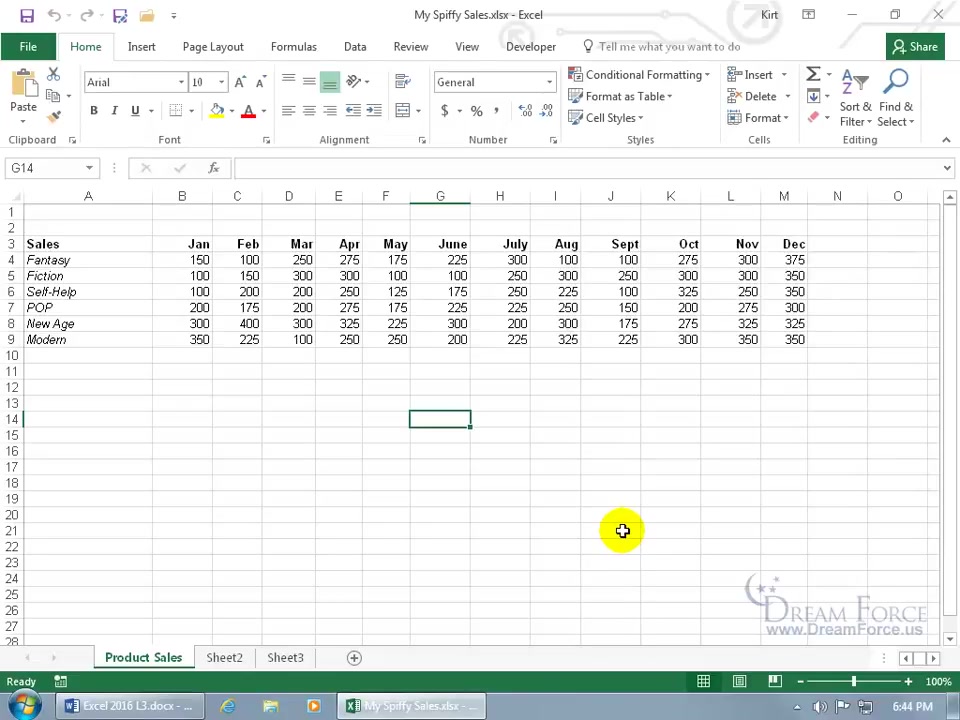 My Spiffy Sales.xlsx - Excel
Kirt
File Home Insert Page Layout Formulas Data Review View Developer Tell me what you want to do Share
Paste
Arial 10
B I U A
General
$ % ,
Conditional Formatting
Format as Table
Cell Styles
Insert
Delete
Format
Sort & Filter
Find & Select
Clipboard Font Alignment Number Styles Cells Editing
G14 fx
A B C D E F G H I J K L M N O
1
2
3 Sales Jan Feb Mar Apr May June July Aug Sept Oct Nov Dec
4 Fantasy 150 100 250 275 175 225 300 100 100 275 300 375
5 Fiction 100 150 300 300 100 100 250 300 250 300 300 350
6 Self-Help 100 200 200 250 125 175 250 225 100 325 250 350
7 POP 200 175 200 275 175 225 225 250 150 200 275 300
8 New Age 300 400 300 325 225 300 200 300 175 275 325 325
9 Modern 350 225 100 250 250 200 225 325 225 300 350 350
10
11
12
13
14
15
16
17
18
19
20
21
22
23
24
25
26
27
28
DREAM FORCE
www.DreamForce.us
Product Sales Sheet2 Sheet3
Ready 100%
Excel 2016 L3.docx - ... My Spiffy Sales.xlsx - ... 6:44 PM